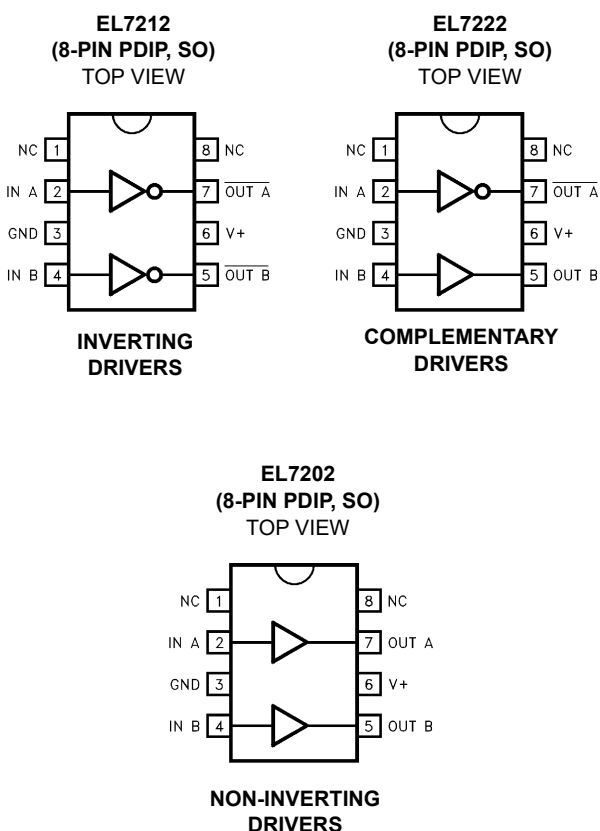 EL7212
(8-PIN PDIP, SO)
TOP VIEW
NC 1
8 NC
IN A 2
7 OUT A
GND 3
6 V+
IN B 4
5 OUT B
INVERTING
DRIVERS
EL7222
(8-PIN PDIP, SO)
TOP VIEW
NC 1
8 NC
IN A 2
7 OUT A
GND 3
6 V+
IN B 4
5 OUT B
COMPLEMENTARY
DRIVERS
EL7202
(8-PIN PDIP, SO)
TOP VIEW
NC 1
8 NC
IN A 2
7 OUT A
GND 3
6 V+
IN B 4
5 OUT B
NON-INVERTING
DRIVERS